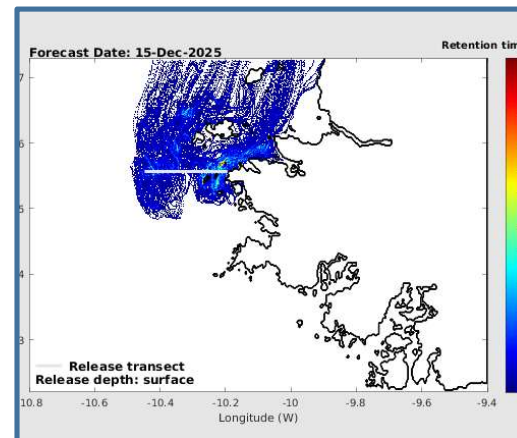 Forecast Date: 15-Dec-2025
Retention tim
7
6
5
4
3
Release transect
Release depth: surface
10.8
-10.6
-10.4
-10.2
-10
-9.8
-9.6
-9.4
Longitude (W)